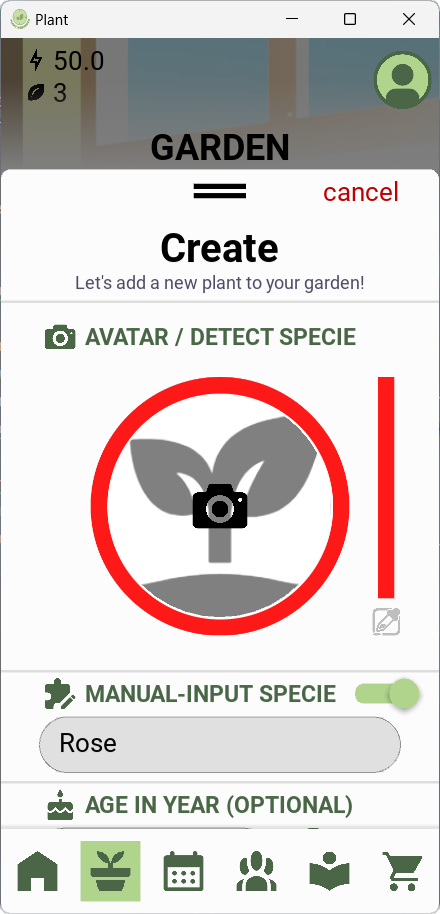 Plant
50.0
3
GARDEN
cancel
Create
Let's add a new plant to your garden!
AVATAR / DETECT SPECIE
MANUAL-INPUT SPECIE
Rose
AGE IN YEAR (OPTIONAL)